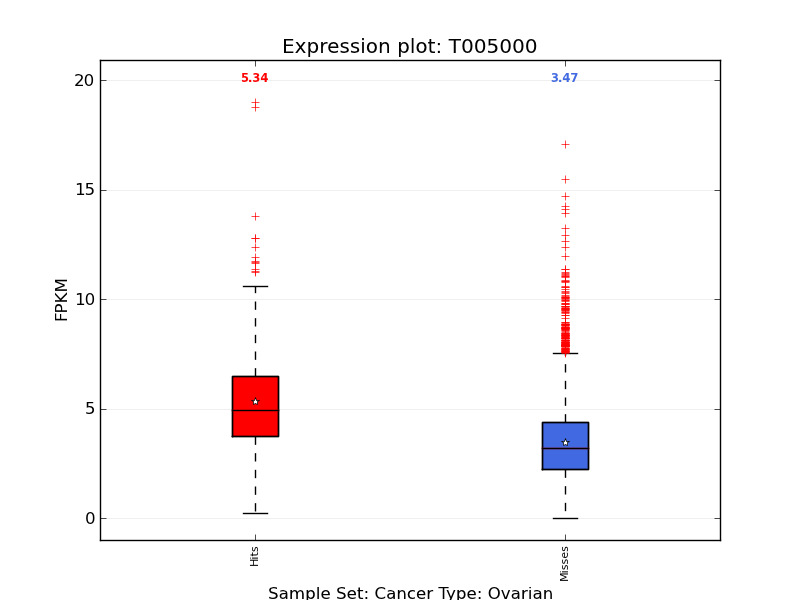 Expression plot: T005000
5.34
3.47
20
15
10
5
0
FPKM
Hits
Misses
Sample Set: Cancer Type: Ovarian